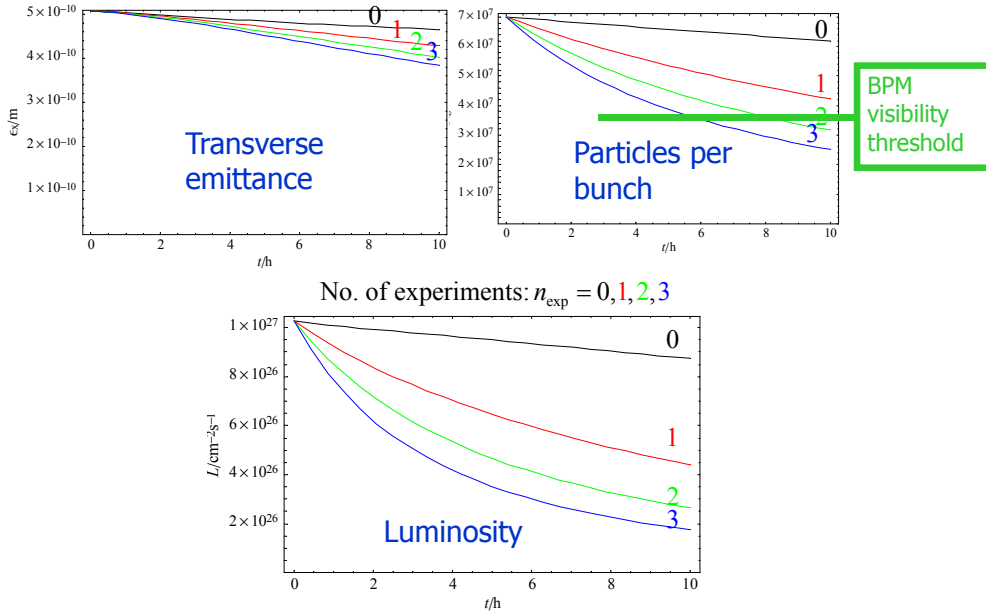 5×10⁻¹⁰
4×10⁻¹⁰
3×10⁻¹⁰
2×10⁻¹⁰
1×10⁻¹⁰
ϵx/m
0
1
2
3
Transverse
emittance
0 2 4 6 8 10
t/h
7×10⁷
6×10⁷
5×10⁷
4×10⁷
3×10⁷
2×10⁷
1×10⁷
0
1
2
3
Particles per
bunch
0 2 4 6 8 10
t/h
BPM
visibility
threshold
No. of experiments: nexp = 0,1,2,3
1×10²⁷
8×10²⁶
6×10²⁶
4×10²⁶
2×10²⁶
L/cm⁻²s⁻¹
0
1
2
3
Luminosity
0 2 4 6 8 10
t/h